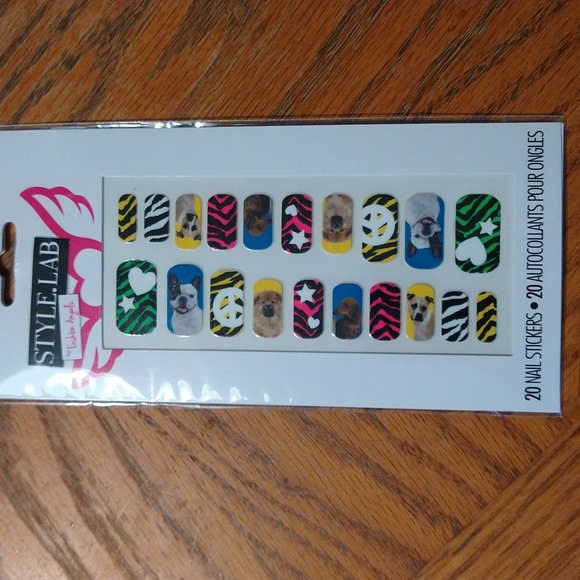 STYLE.LAB
by Fashion Angels
20 NAIL STICKERS • 20 AUTOCOLLANTS POUR ONGLES